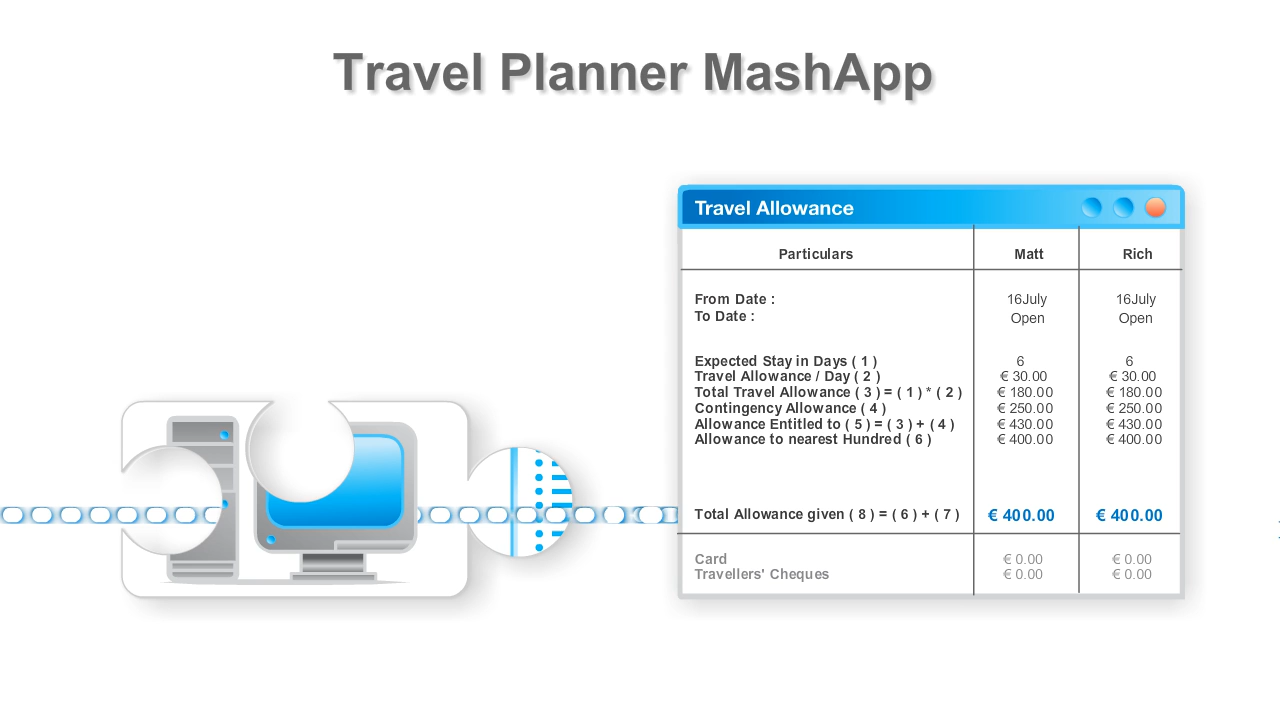 Travel Planner MashApp
Travel Allowance
Particulars Matt Rich
From Date : 16July 16July
To Date : Open Open
Expected Stay in Days ( 1 ) 6 6
Travel Allowance / Day ( 2 ) € 30.00 € 30.00
Total Travel Allowance ( 3 ) = ( 1 ) * ( 2 ) € 180.00 € 180.00
Contingency Allowance ( 4 ) € 250.00 € 250.00
Allowance Entitled to ( 5 ) = ( 3 ) + ( 4 ) € 430.00 € 430.00
Allowance to nearest Hundred ( 6 ) € 400.00 € 400.00
Total Allowance given ( 8 ) = ( 6 ) + ( 7 ) € 400.00 € 400.00
Card € 0.00 € 0.00
Travellers' Cheques € 0.00 € 0.00